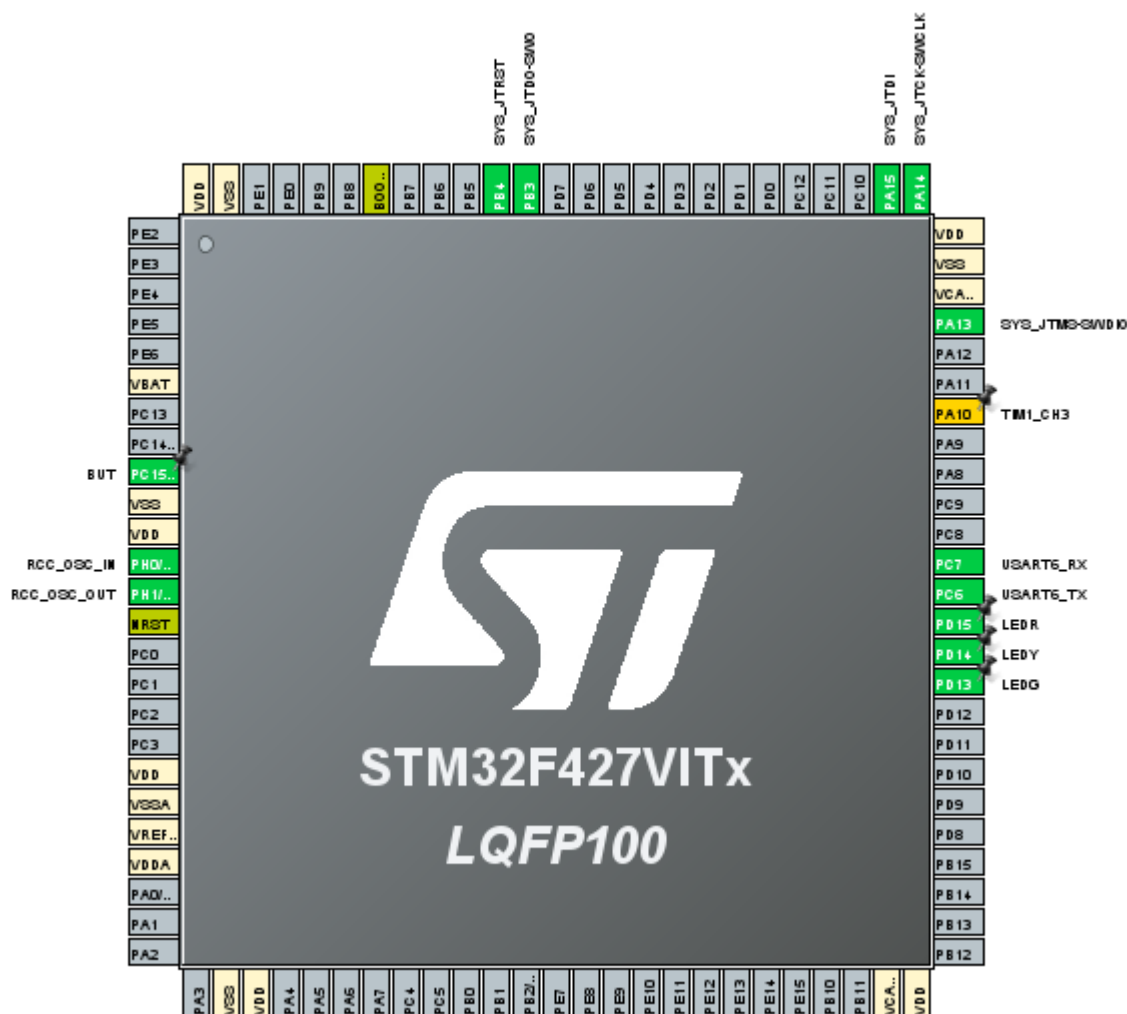 SYS_JTRST
SYS_JTDO-SWO
SYS_JTDI
SYS_JTCK-SWCLK
VDD
VSS
PE1
PE0
PB9
PB8
BOO..
PB7
PB6
PB5
PB4
PB3
PD7
PD6
PD5
PD4
PD3
PD2
PD1
PD0
PC12
PC11
PC10
PA15
PA14
PE2
PE3
PE4
PE5
PE6
VBAT
PC13
PC14..
BUT PC15..
VSS
VDD
RCC_OSC_IN PH0/..
RCC_OSC_OUT PH1/..
NRST
PC0
PC1
PC2
PC3
VDD
VSSA
VREF..
VDDA
PA0/..
PA1
PA2
STM32F427VITx
LQFP100
VDD
VSS
VCA..
PA13 SYS_JTMS-SWDIO
PA12
PA11
PA10 TIM1_CH3
PA9
PA8
PC9
PC8
PC7 USART6_RX
PC6 USART6_TX
PD15 LEDR
PD14 LEDY
PD13 LEDG
PD12
PD11
PD10
PD9
PD8
PB15
PB14
PB13
PB12
PA3
VSS
VDD
PA4
PA5
PA6
PA7
PC4
PC5
PB0
PB1
PB2/..
PE7
PE8
PE9
PE10
PE11
PE12
PE13
PE14
PE15
PB10
PB11
VCA..
VDD